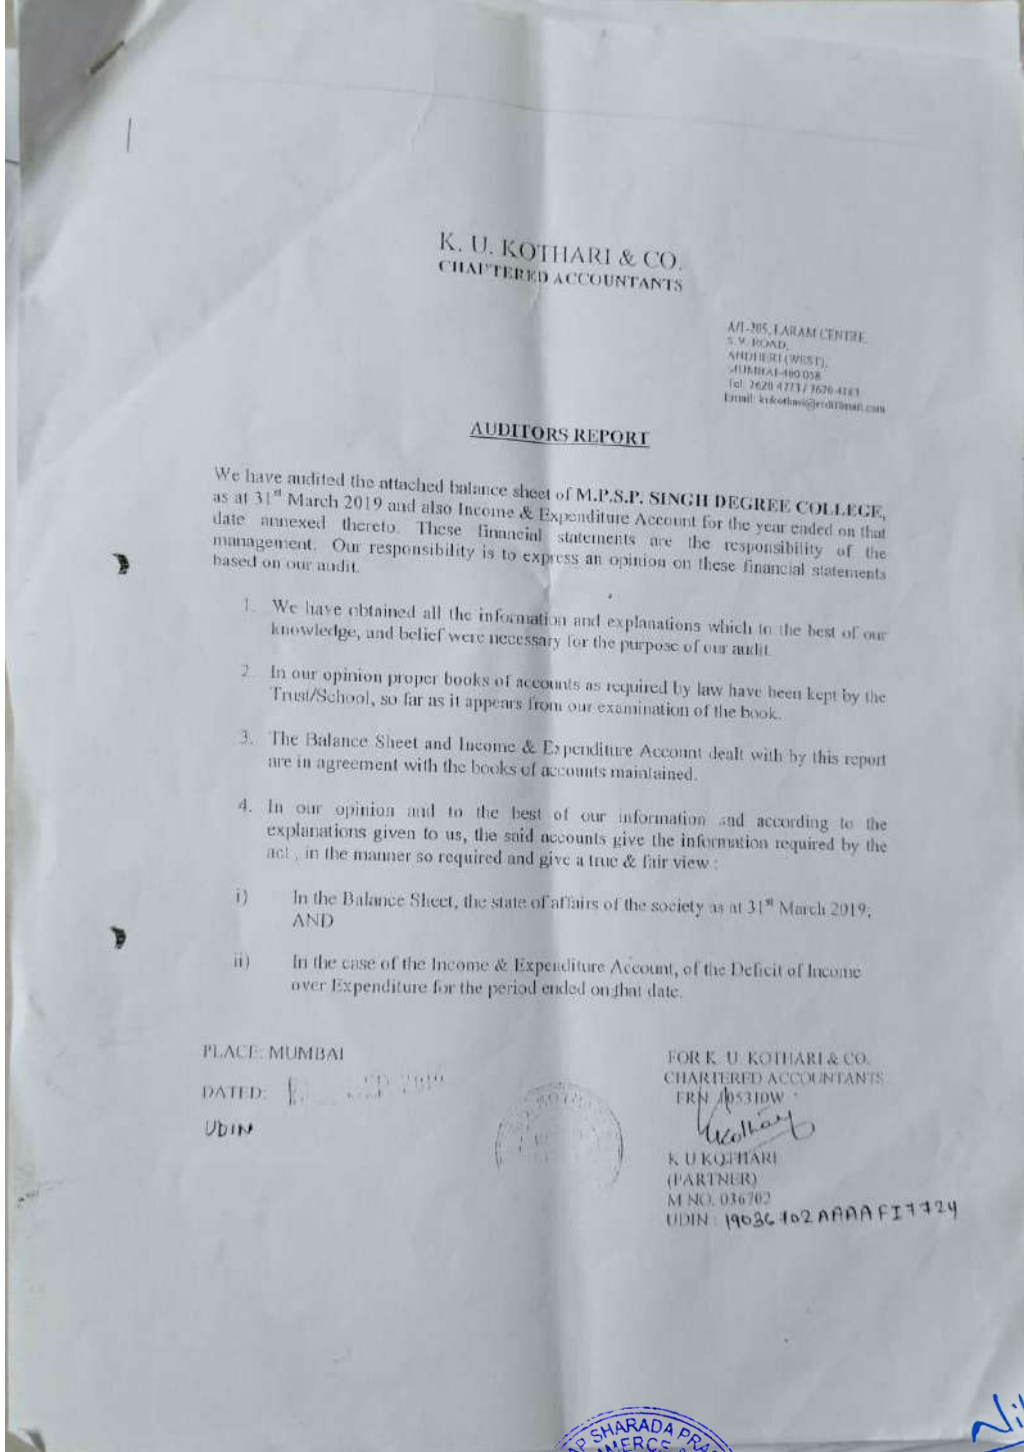 K. U. KOTHARI & CO.
CHARTERED ACCOUNTANTS
A/1-205, LARAM CENTRE,
S.V. ROAD,
ANDHERI (WEST),
MUMBAI-400 058
Tel: 2620 4773 /
Email:
AUDITORS REPORT
We have audited the attached balance sheet of M.P.S.P. SINGH DEGREE COLLEGE,
as at 31st March 2019 and also Income & Expenditure Account for the year ended on that
date annexed thereto. These financial statements are the responsibility of the
management. Our responsibility is to express an opinion on these financial statements
based on our audit.
1. We have obtained all the information and explanations which to the best of our
knowledge, and belief were necessary for the purpose of our audit.
2. In our opinion proper books of accounts as required by law have been kept by the
Trust/School, so far as it appears from our examination of the book.
3. The Balance Sheet and Income & Expenditure Account dealt with by this report
are in agreement with the books of accounts maintained.
4. In our opinion and to the best of our information and according to the
explanations given to us, the said accounts give the information required by the
act , in the manner so required and give a true & fair view :
i) In the Balance Sheet, the state of affairs of the society as at 31st March 2019;
AND
ii) In the case of the Income & Expenditure Account, of the Deficit of Income
over Expenditure for the period ended on that date.
PLACE: MUMBAI
DATED: SEP 2019
UDIN
FOR K. U. KOTHARI & CO.
CHARTERED ACCOUNTANTS
FRN 105310W
Kothari
K U KOTHARI
(PARTNER)
M NO. 036702
UDIN : 19036702AAAAFI7724
SHARADA